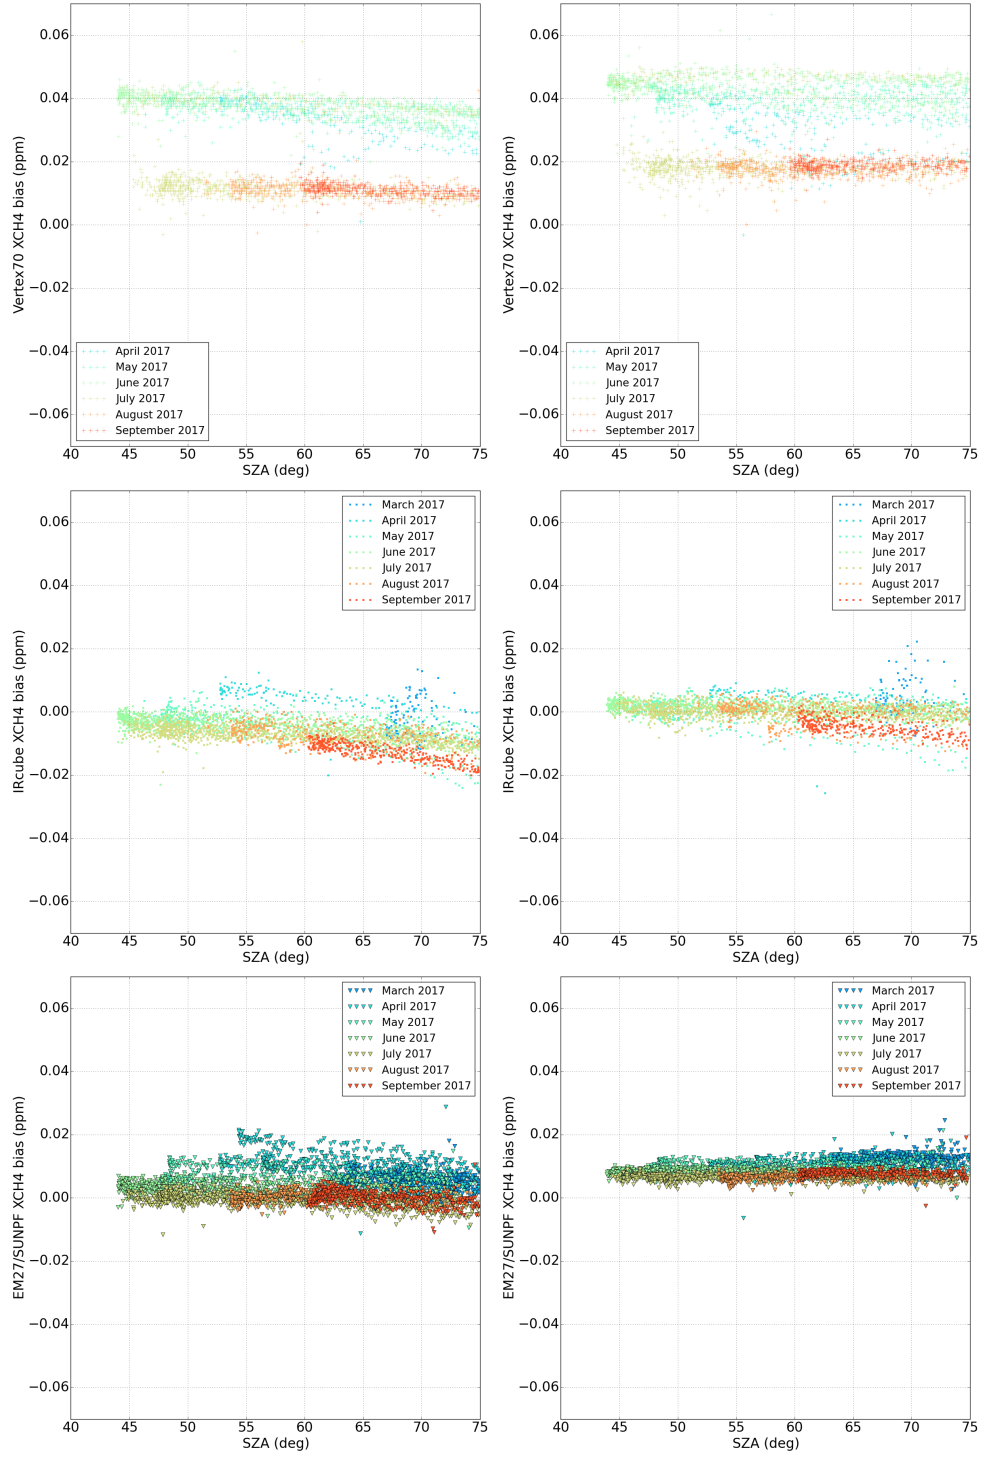 Vertex70 XCH4 bias (ppm)
0.06
0.04
0.02
0.00
−0.02
−0.04
−0.06
April 2017
May 2017
June 2017
July 2017
August 2017
September 2017
40 45 50 55 60 65 70 75
SZA (deg)
Vertex70 XCH4 bias (ppm)
0.06
0.04
0.02
0.00
−0.02
−0.04
−0.06
April 2017
May 2017
June 2017
July 2017
August 2017
September 2017
40 45 50 55 60 65 70 75
SZA (deg)
IRcube XCH4 bias (ppm)
0.06
0.04
0.02
0.00
−0.02
−0.04
−0.06
March 2017
April 2017
May 2017
June 2017
July 2017
August 2017
September 2017
40 45 50 55 60 65 70 75
SZA (deg)
IRcube XCH4 bias (ppm)
0.06
0.04
0.02
0.00
−0.02
−0.04
−0.06
March 2017
April 2017
May 2017
June 2017
July 2017
August 2017
September 2017
40 45 50 55 60 65 70 75
SZA (deg)
EM27/SUNPF XCH4 bias (ppm)
0.06
0.04
0.02
0.00
−0.02
−0.04
−0.06
March 2017
April 2017
May 2017
June 2017
July 2017
August 2017
September 2017
40 45 50 55 60 65 70 75
SZA (deg)
EM27/SUNPF XCH4 bias (ppm)
0.06
0.04
0.02
0.00
−0.02
−0.04
−0.06
March 2017
April 2017
May 2017
June 2017
July 2017
August 2017
September 2017
40 45 50 55 60 65 70 75
SZA (deg)